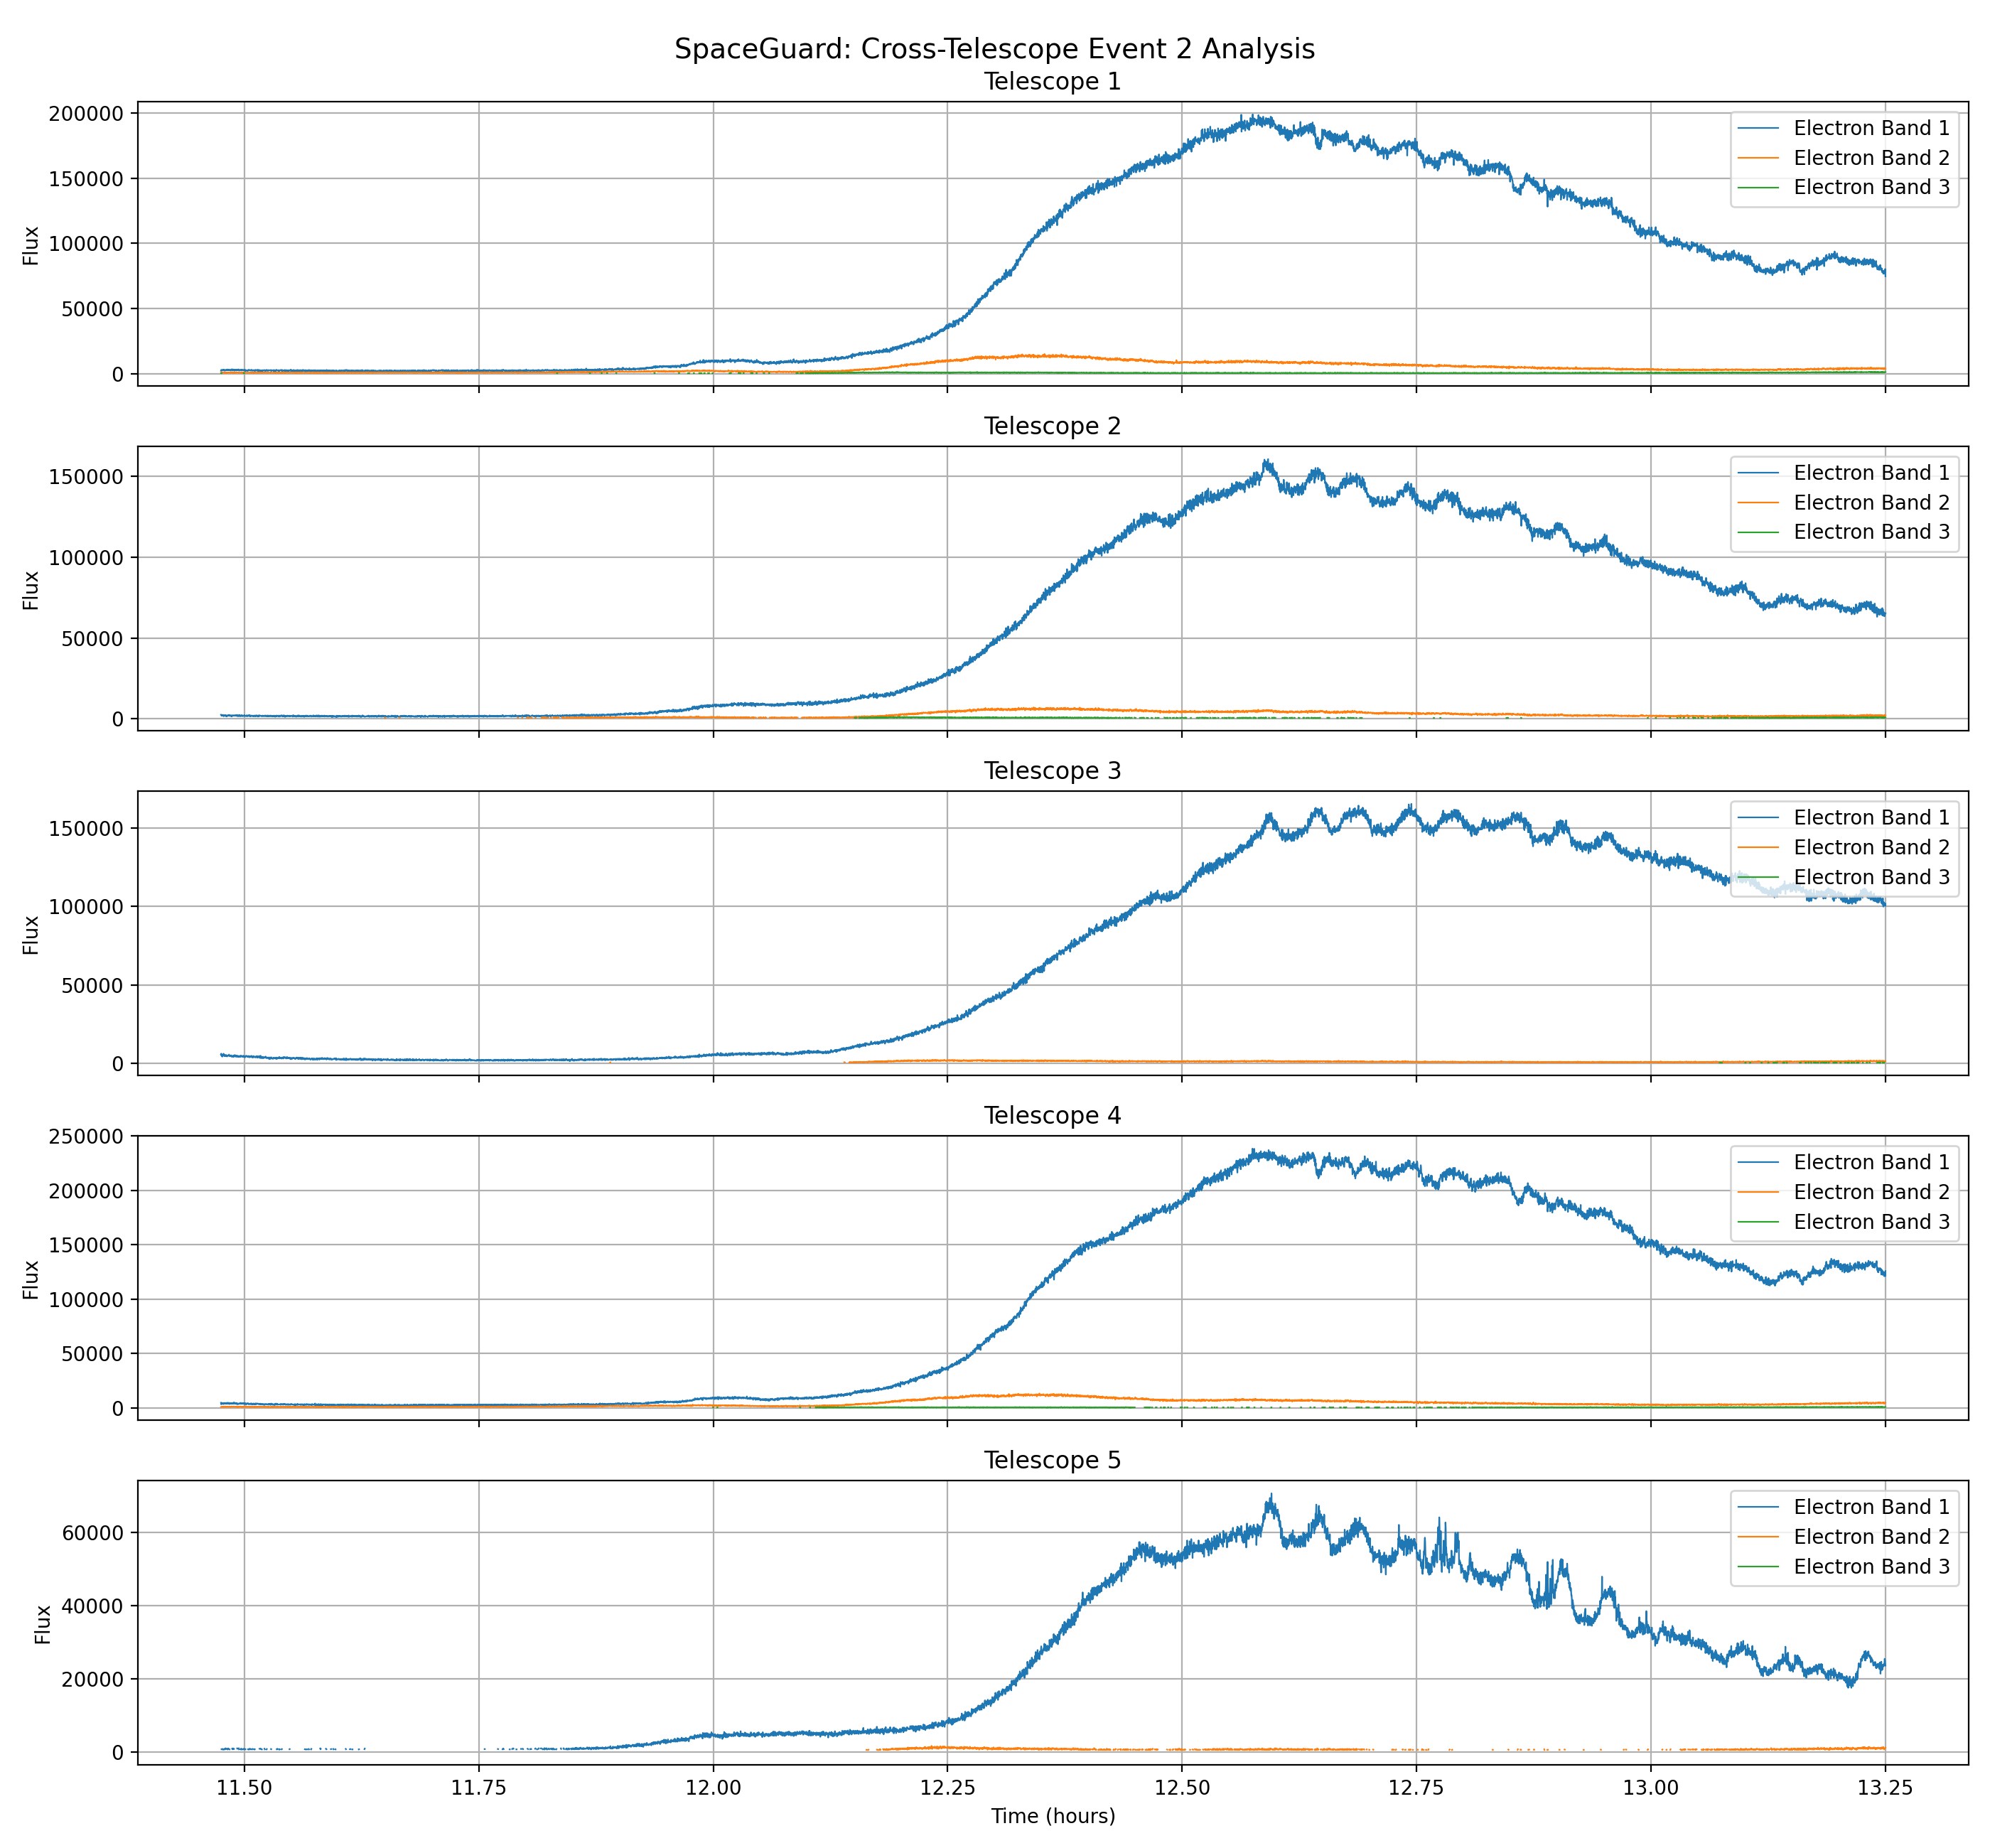 SpaceGuard: Cross-Telescope Event 2 Analysis
Telescope 1
200000
150000
100000
50000
0
Flux
Electron Band 1
Electron Band 2
Electron Band 3
Telescope 2
150000
100000
50000
0
Flux
Electron Band 1
Electron Band 2
Electron Band 3
Telescope 3
150000
100000
50000
0
Flux
Electron Band 1
Electron Band 2
Electron Band 3
Telescope 4
250000
200000
150000
100000
50000
0
Flux
Electron Band 1
Electron Band 2
Electron Band 3
Telescope 5
60000
40000
20000
0
Flux
Electron Band 1
Electron Band 2
Electron Band 3
11.50 11.75 12.00 12.25 12.50 12.75 13.00 13.25
Time (hours)